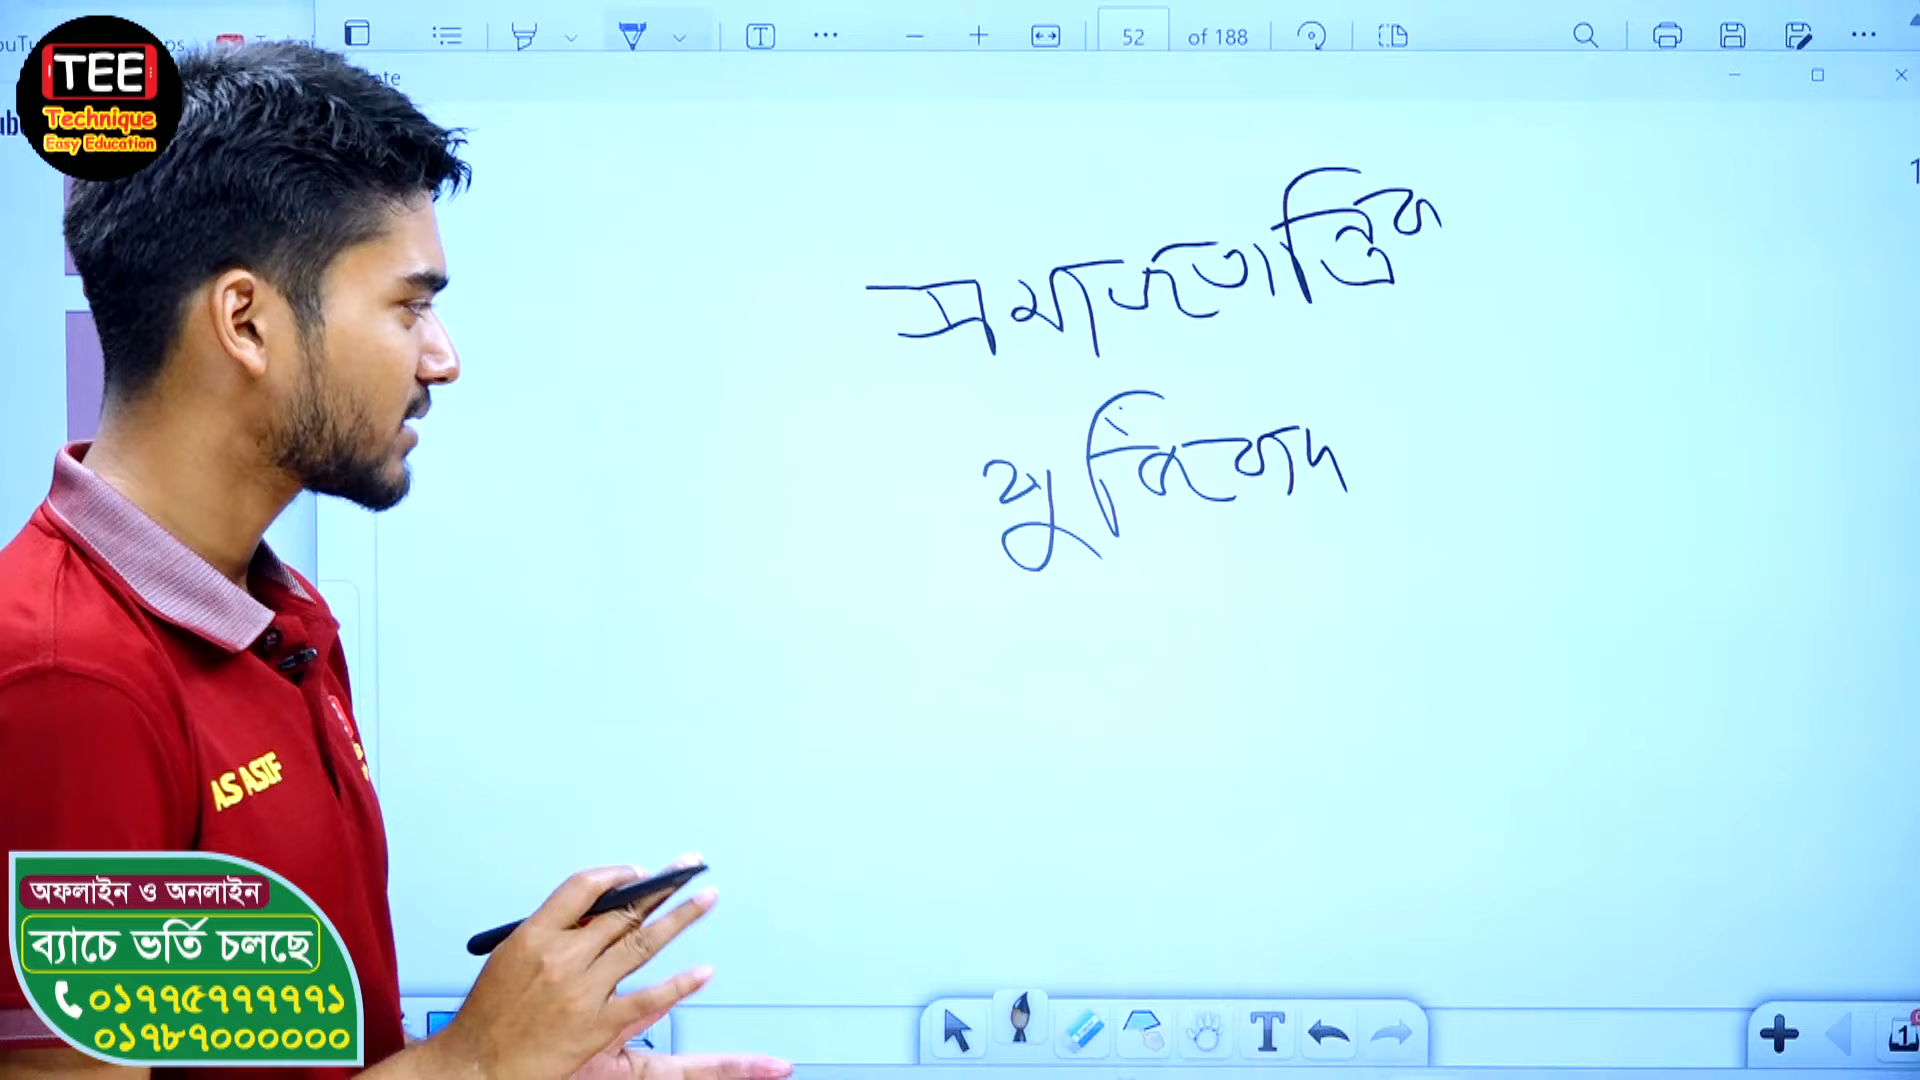 TEE
Technique
Easy Education
52 of 188
সমাজতান্ত্রিক
পুঁজিবাদ
AS ASIF
অফলাইন ও অনলাইন
ব্যাচে ভর্তি চলছে
০১৭৭৫৭৭৭৭৭১
০১৭৮৭০০০০০০